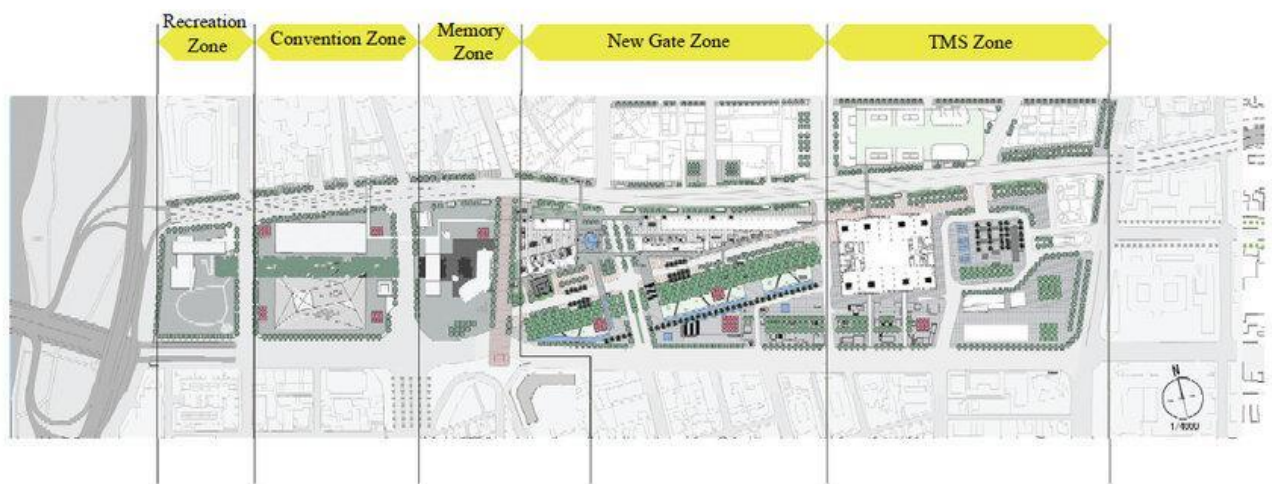 Recreation
Zone
Convention Zone
Memory
Zone
New Gate Zone
TMS Zone
N
1/4000